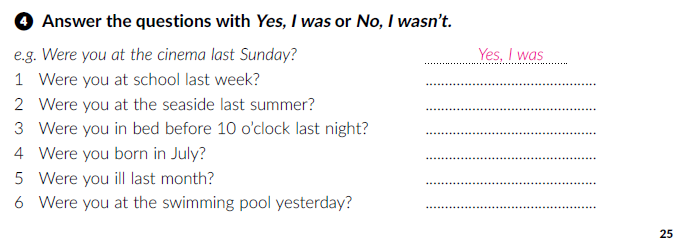 4 Answer the questions with Yes, I was or No, I wasn't.
e.g. Were you at the cinema last Sunday? Yes, I was
1 Were you at school last week? ..........
2 Were you at the seaside last summer? ..........
3 Were you in bed before 10 o'clock last night? ..........
4 Were you born in July? ..........
5 Were you ill last month? ..........
6 Were you at the swimming pool yesterday? ..........
25